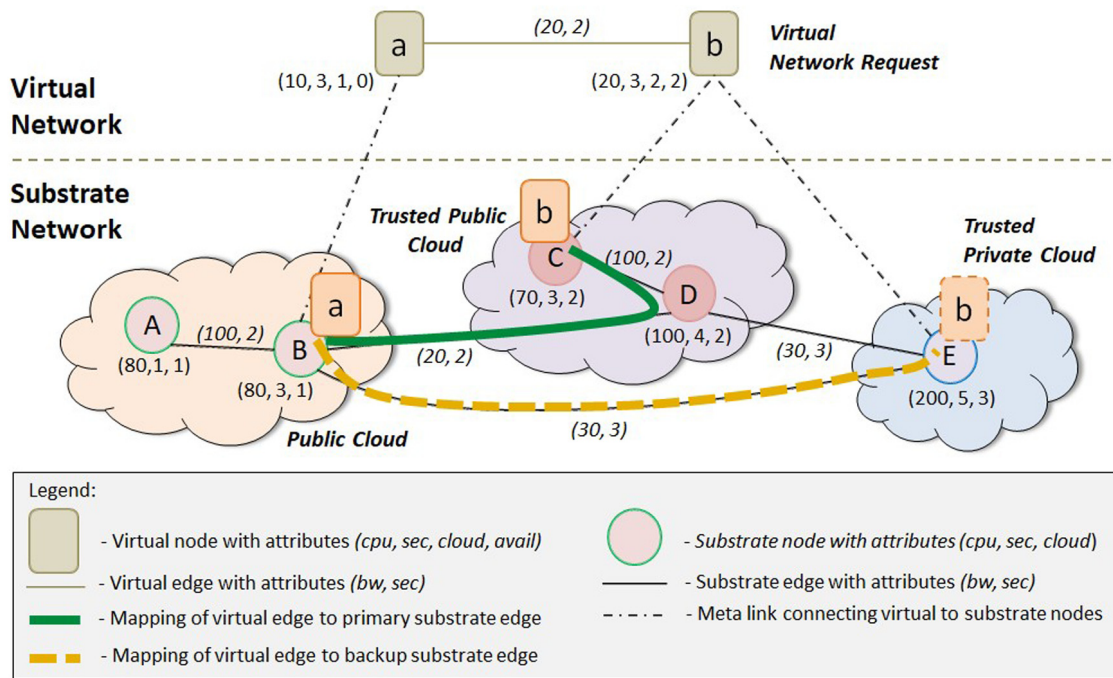 (20, 2)
a
b
Virtual
Network Request
(10, 3, 1, 0)
(20, 3, 2, 2)
Virtual
Network
Substrate
Network
Trusted Public
Cloud
b
C
(100, 2)
(70, 3, 2)
D
(100, 4, 2)
Trusted
Private Cloud
b
E
(200, 5, 3)
(30, 3)
a
A
(100, 2)
B
(80,1, 1)
(80, 3, 1)
(20, 2)
Public Cloud
(30, 3)
Legend:
- Virtual node with attributes (cpu, sec, cloud, avail)
- Substrate node with attributes (cpu, sec, cloud)
- Virtual edge with attributes (bw, sec)
- Substrate edge with attributes (bw, sec)
- Mapping of virtual edge to primary substrate edge
- Meta link connecting virtual to substrate nodes
- Mapping of virtual edge to backup substrate edge